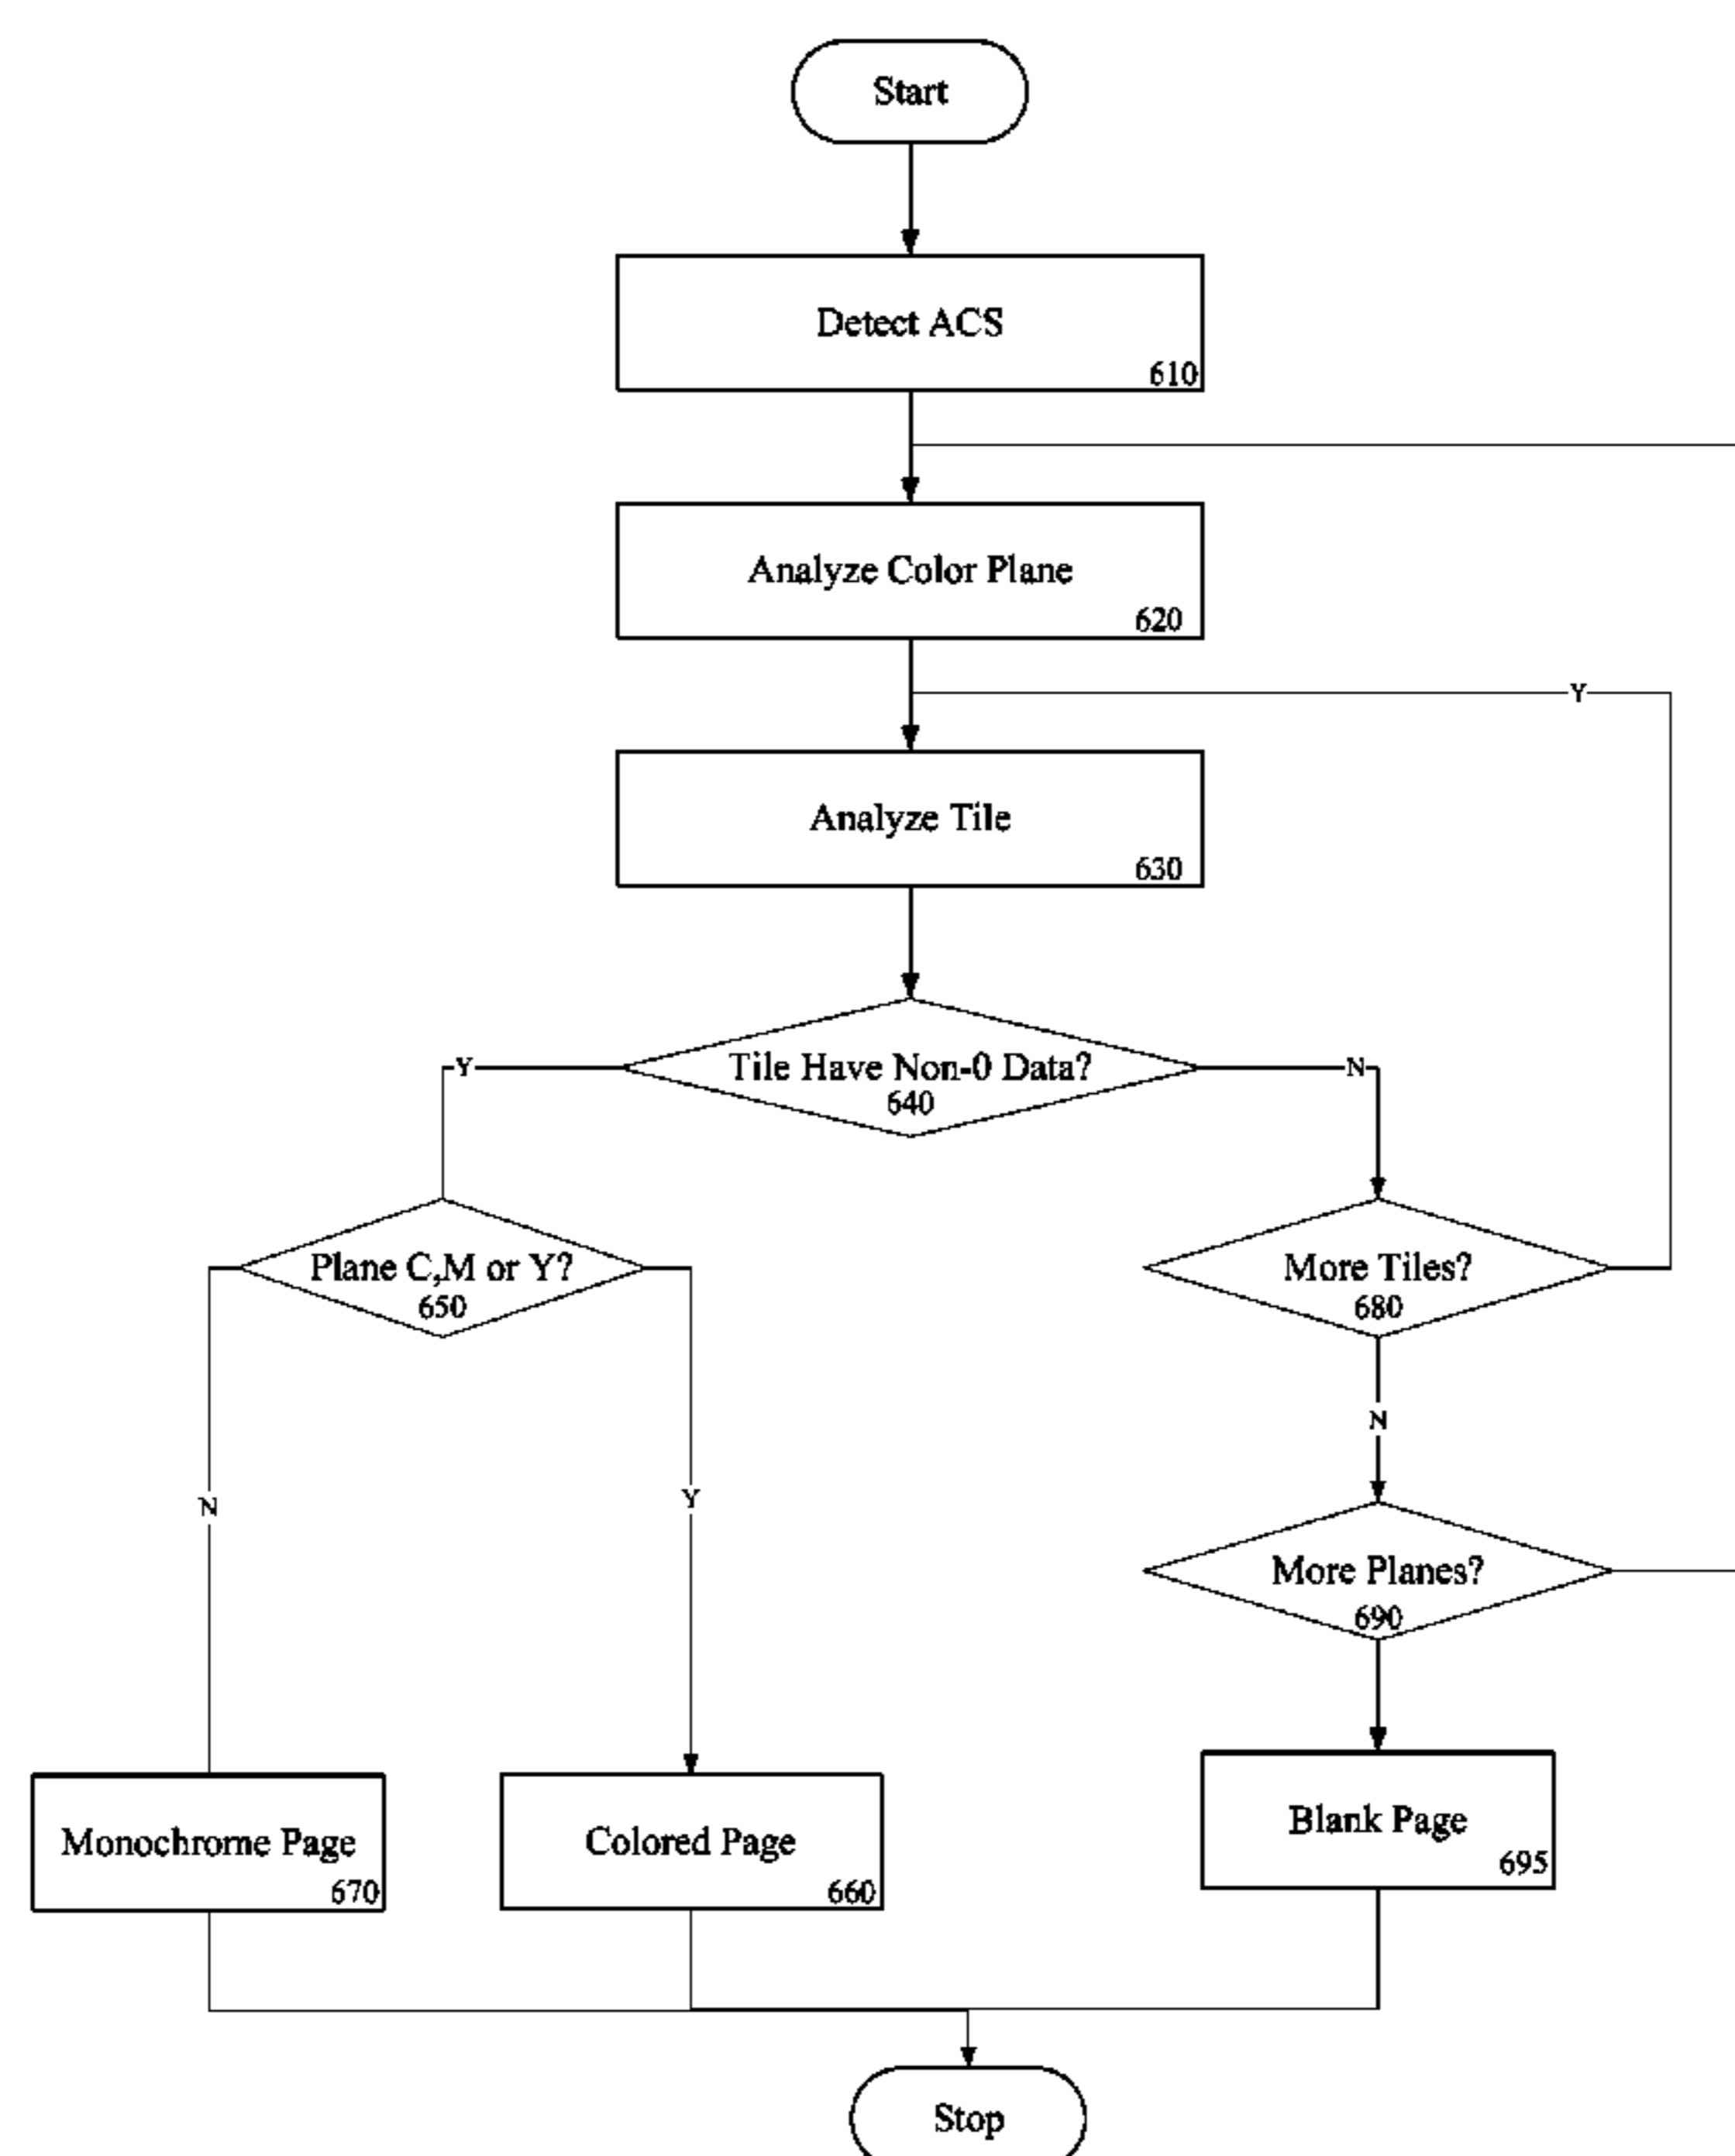 Start
Detect ACS
610
Analyze Color Plane
620
Y
Analyze Tile
630
Y
Tile Have Non-0 Data?
640
N
Plane C,M or Y?
650
More Tiles?
680
N
N
Y
More Planes?
690
Monochrome Page
670
Colored Page
660
Blank Page
695
Stop